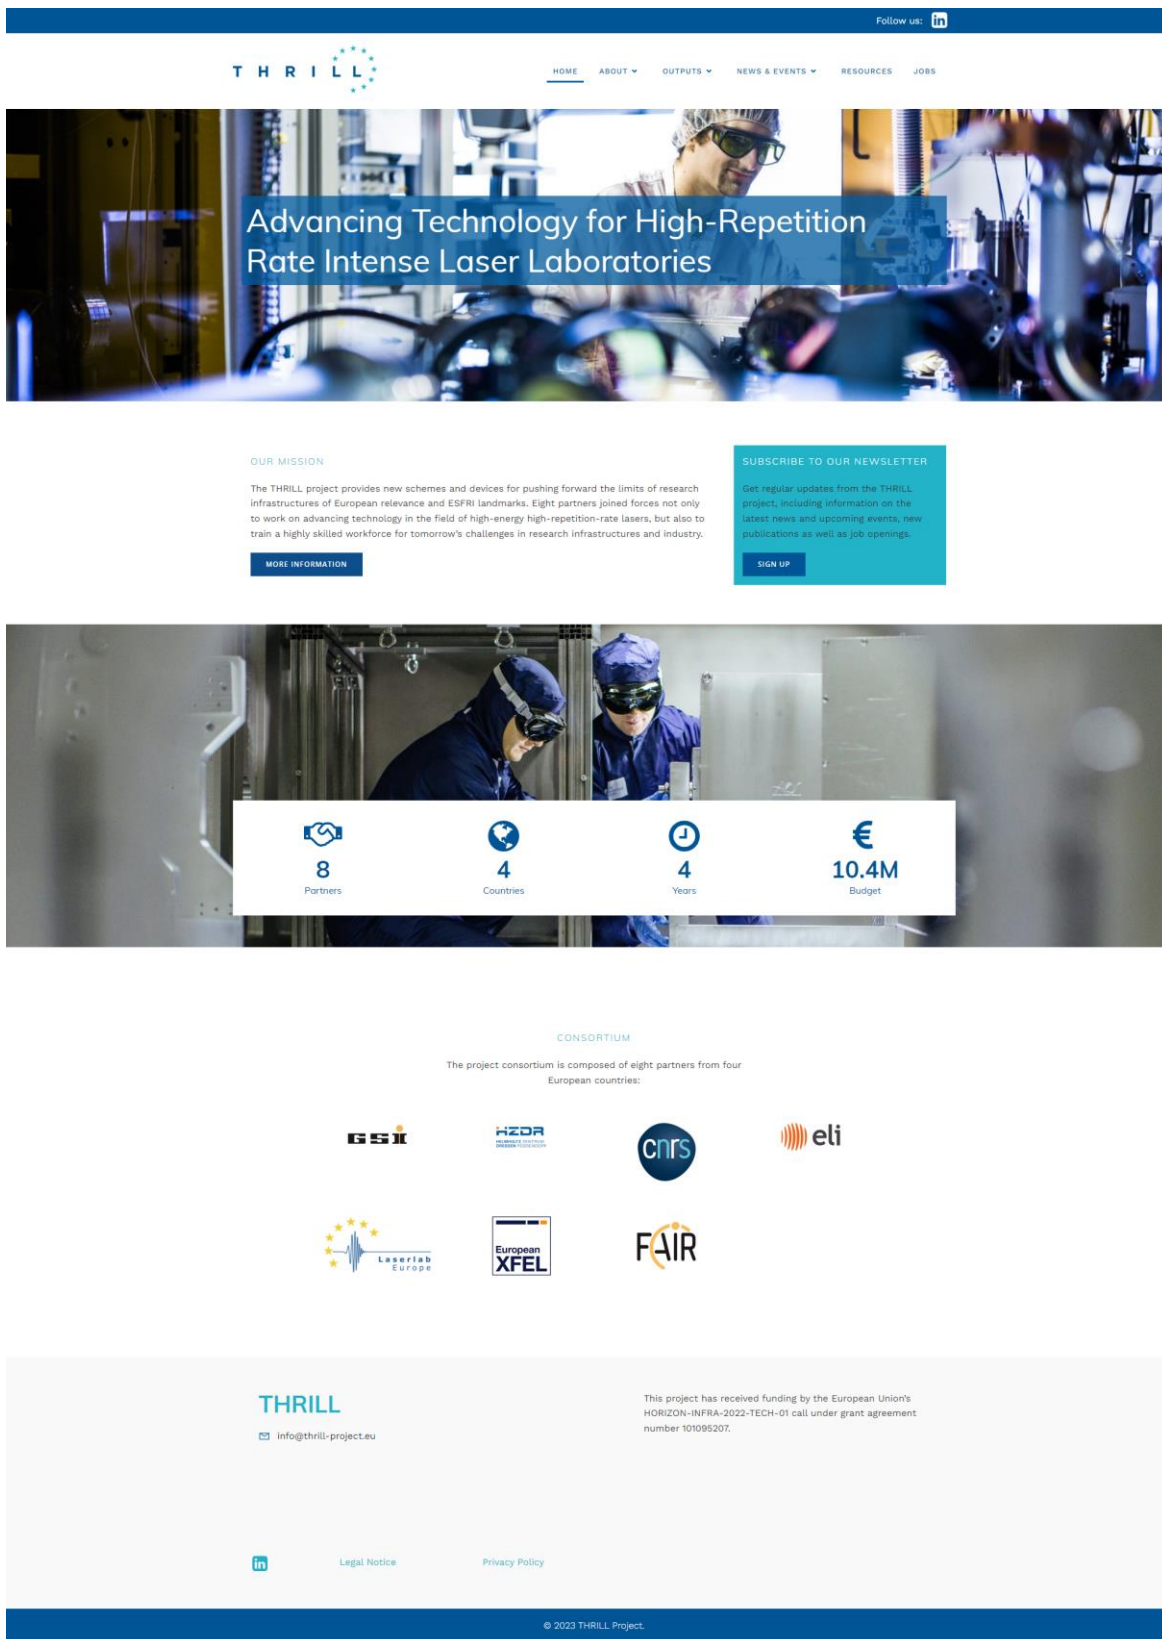 Follow us:
THRILL
HOME ABOUT OUTPUTS NEWS & EVENTS RESOURCES JOBS
Advancing Technology for High-Repetition
Rate Intense Laser Laboratories
OUR MISSION
The THRILL project provides new schemes and devices for pushing forward the limits of research
infrastructures of European relevance and ESFRI landmarks. Eight partners joined forces not only
to work on advancing technology in the field of high-energy high-repetition-rate lasers, but also to
train a highly skilled workforce for tomorrow's challenges in research infrastructures and industry.
MORE INFORMATION
SUBSCRIBE TO OUR NEWSLETTER
Get regular updates from the THRILL
project, including information on the
latest news and upcoming events, new
publications as well as job openings.
SIGN UP
8 4 4 10.4M
Partners Countries Years Budget
CONSORTIUM
The project consortium is composed of eight partners from four
European countries:
GSI
HZDR
HELMHOLTZ ZENTRUM
DRESDEN ROSSENDORF
cnrs
eli
Laserlab
Europe
European
XFEL
FAIR
THRILL
info@thrill-project.eu
This project has received funding by the European Union's
HORIZON-INFRA-2022-TECH-01 call under grant agreement
number 101095207.
in Legal Notice Privacy Policy
© 2023 THRILL Project.